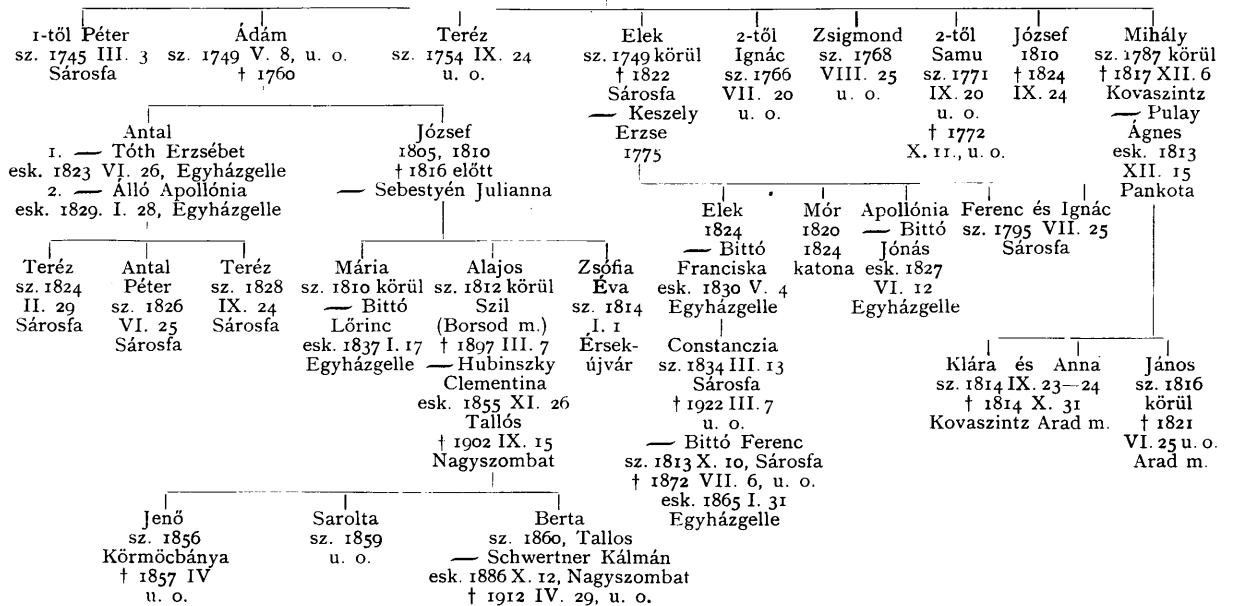 1-től Péter
sz. 1745 III. 3
Sárosfa
Ádám
sz. 1749 V. 8, u. o.
† 1760
Teréz
sz. 1754 IX. 24
u. o.
Elek
sz. 1749 körül
† 1822
Sárosfa
— Keszely
Erzse
1775
2-től
Ignác
sz. 1766
VII. 20
u. o.
Zsigmond
sz. 1768
VIII. 25
u. o.
2-től
Samu
sz. 1771
IX. 20
u. o.
† 1772
X. 11., u. o.
József
1810
† 1824
IX. 24
Mihály
sz. 1787 körül
† 1817 XII. 6
Kovaszintz
— Pulay
Ágnes
esk. 1813
XII. 15
Pankota
Antal
1. — Tóth Erzsébet
esk. 1823 VI. 26, Egyházgelle
2. — Álló Apollónia
esk. 1829. I. 28, Egyházgelle
József
1805, 1810
† 1816 előtt
— Sebestyén Julianna
Elek
1824
— Bittó
Franciska
esk. 1830 V. 4
Egyházgelle
Mór
1820
1824
katona
Apollónia
— Bittó
Jónás
esk. 1827
VI. 12
Egyházgelle
Ferenc és Ignác
sz. 1795 VII. 25
Sárosfa
Teréz
sz. 1824
II. 29
Sárosfa
Antal
Péter
sz. 1826
VI. 25
Sárosfa
Teréz
sz. 1828
IX. 24
Sárosfa
Mária
sz. 1810 körül
— Bittó
Lőrinc
esk. 1837 I. 17
Egyházgelle
Alajos
sz. 1812 körül
Szil
(Borsod m.)
† 1897 III. 7
— Hubinszky
Clementina
esk. 1855 XI. 26
Tallós
† 1902 IX. 15
Nagyszombat
Zsófia
Éva
sz. 1814
I. 1
Érsek-
újvár
Constanczia
sz. 1834 III. 13
Sárosfa
† 1922 III. 7
u. o.
— Bittó Ferenc
sz. 1813 X. 10, Sárosfa
† 1872 VII. 6, u. o.
esk. 1865 I. 31
Egyházgelle
Klára és Anna
sz. 1814 IX. 23—24
† 1814 X. 31
Kovaszintz Arad m.
János
sz. 1816
körül
† 1821
VI. 25 u. o.
Arad m.
Jenő
sz. 1856
Körmöcbánya
† 1857 IV
u. o.
Sarolta
sz. 1859
u. o.
Berta
sz. 1860, Tallos
— Schwertner Kálmán
esk. 1886 X. 12, Nagyszombat
† 1912 IV. 29, u. o.